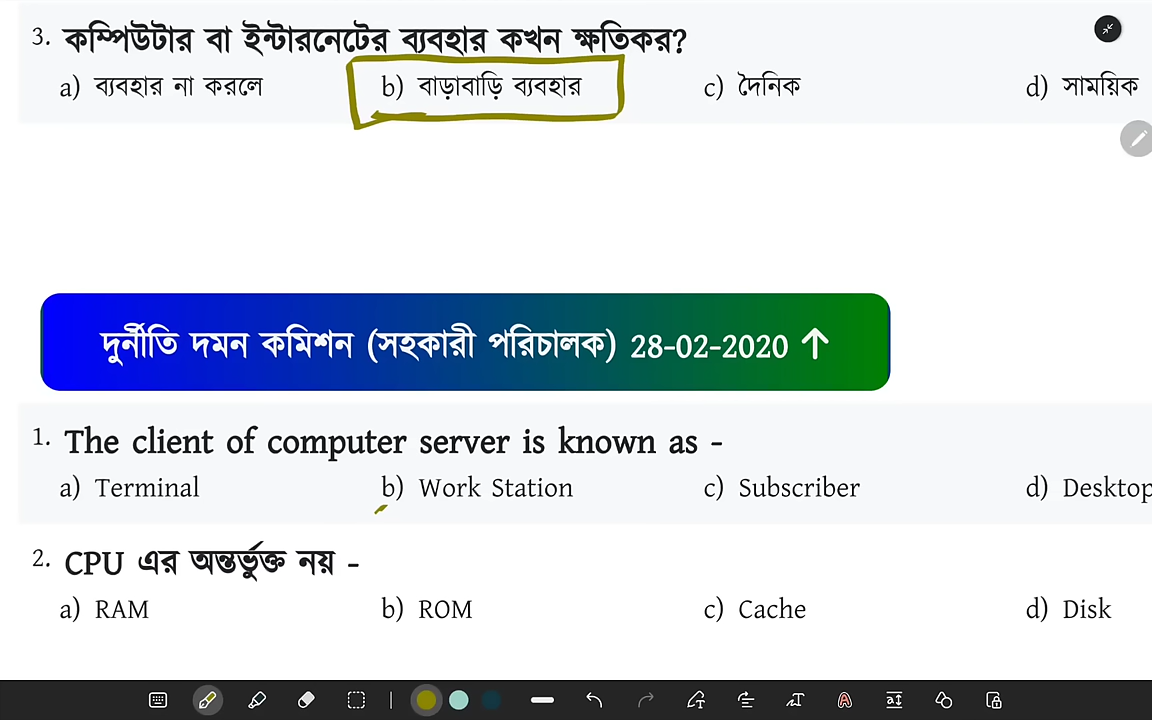 3. কম্পিউটার বা ইন্টারনেটের ব্যবহার কখন ক্ষতিকর?
a) ব্যবহার না করলে b) বাড়াবাড়ি ব্যবহার c) দৈনিক d) সাময়িক
দুর্নীতি দমন কমিশন (সহকারী পরিচালক) 28-02-2020 ↑
1. The client of computer server is known as -
a) Terminal b) Work Station c) Subscriber d) Desktop
2. CPU এর অন্তর্ভুক্ত নয় -
a) RAM b) ROM c) Cache d) Disk